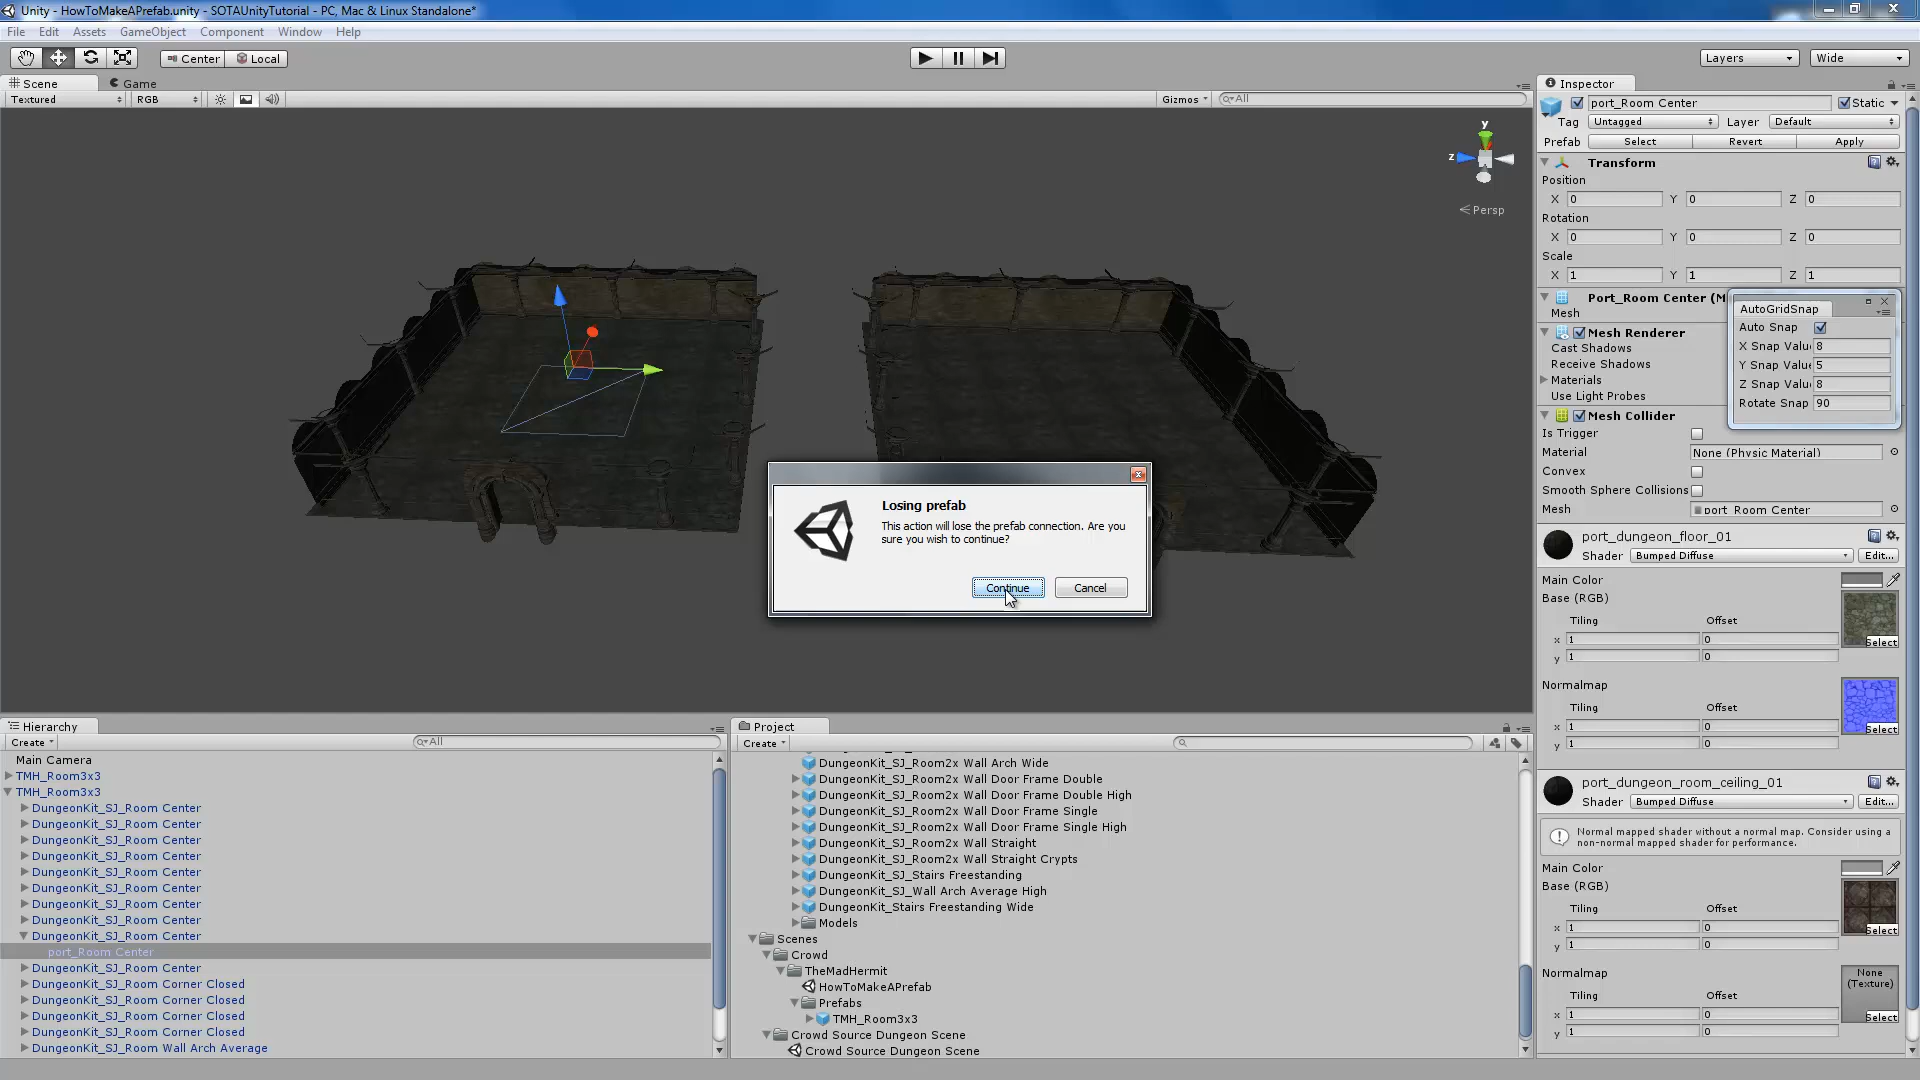 Unity - HowToMakeAPrefab.unity - SOTAUnityTutorial - PC, Mac & Linux Standalone*
File Edit Assets GameObject Component Window Help
Center Local
Layers Wide
Scene Game
Textured RGB
Gizmos All
y
z
Persp
Losing prefab
This action will lose the prefab connection. Are you
sure you wish to continue?
Continue Cancel
Inspector
port_Room Center Static
Tag Untagged Layer Default
Prefab Select Revert Apply
Transform
Position
X 0 Y 0 Z 0
Rotation
X 0 Y 0 Z 0
Scale
X 1 Y 1 Z 1
Port_Room Center (M
Mesh
Mesh Renderer
Cast Shadows
Receive Shadows
Materials
Use Light Probes
AutoGridSnap
Auto Snap
X Snap Valu 8
Y Snap Valu 5
Z Snap Valu 8
Rotate Snap 90
Mesh Collider
Is Trigger
Material None (Physic Material)
Convex
Smooth Sphere Collisions
Mesh port_Room Center
port_dungeon_floor_01
Shader Bumped Diffuse Edit...
Main Color
Base (RGB)
Tiling Offset
x 1 0
y 1 0
Select
Normalmap
Tiling Offset
x 1 0
y 1 0
Select
port_dungeon_room_ceiling_01
Shader Bumped Diffuse Edit...
Normal mapped shader without a normal map. Consider using a
non-normal mapped shader for performance.
Main Color
Base (RGB)
Tiling Offset
x 1 0
y 1 0
Select
Normalmap
None
(Texture)
Tiling Offset
x 1 0
y 1 0
Select
Hierarchy
Create All
Main Camera
TMH_Room3x3
TMH_Room3x3
DungeonKit_SJ_Room Center
DungeonKit_SJ_Room Center
DungeonKit_SJ_Room Center
DungeonKit_SJ_Room Center
DungeonKit_SJ_Room Center
DungeonKit_SJ_Room Center
DungeonKit_SJ_Room Center
DungeonKit_SJ_Room Center
DungeonKit_SJ_Room Center
port_Room Center
DungeonKit_SJ_Room Center
DungeonKit_SJ_Room Corner Closed
DungeonKit_SJ_Room Corner Closed
DungeonKit_SJ_Room Corner Closed
DungeonKit_SJ_Room Corner Closed
DungeonKit_SJ_Room Wall Arch Average
Project
Create
DungeonKit_SJ_Room2x Wall Arch Wide
DungeonKit_SJ_Room2x Wall Door Frame Double
DungeonKit_SJ_Room2x Wall Door Frame Double High
DungeonKit_SJ_Room2x Wall Door Frame Single
DungeonKit_SJ_Room2x Wall Door Frame Single High
DungeonKit_SJ_Room2x Wall Straight
DungeonKit_SJ_Room2x Wall Straight Crypts
DungeonKit_SJ_Stairs Freestanding
DungeonKit_SJ_Wall Arch Average High
DungeonKit_Stairs Freestanding Wide
Models
Scenes
Crowd
TheMadHermit
HowToMakeAPrefab
Prefabs
TMH_Room3x3
Crowd Source Dungeon Scene
Crowd Source Dungeon Scene